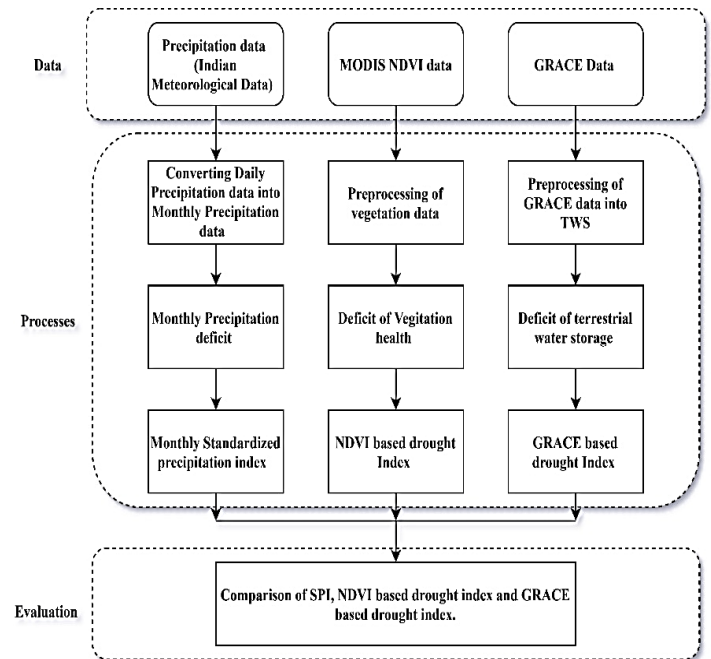 Data
Precipitation data
(Indian
Meteorological Data)
MODIS NDVI data
GRACE Data
Processes
Converting Daily
Precipitation data into
Monthly Precipitation
data
Preprocessing of
vegetation data
Preprocessing of
GRACE data into
TWS
Monthly Precipitation
deficit
Deficit of Vegitation
health
Deficit of terrestrial
water storage
Monthly Standardized
precipitation index
NDVI based drought
Index
GRACE based
drought Index
Evaluation
Comparison of SPI, NDVI based drought index and GRACE
based drought index.